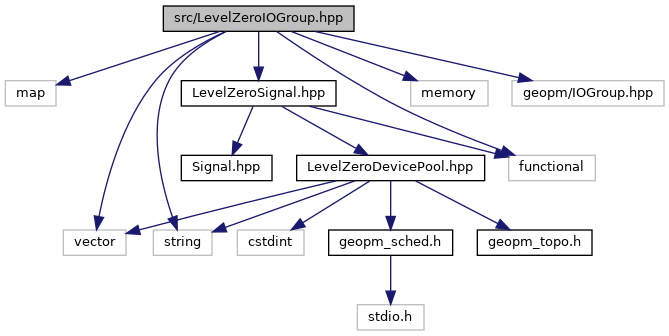 src/LevelZeroIOGroup.hpp
map
LevelZeroSignal.hpp
memory
geopm/IOGroup.hpp
Signal.hpp
LevelZeroDevicePool.hpp
functional
vector
string
cstdint
geopm_sched.h
geopm_topo.h
stdio.h